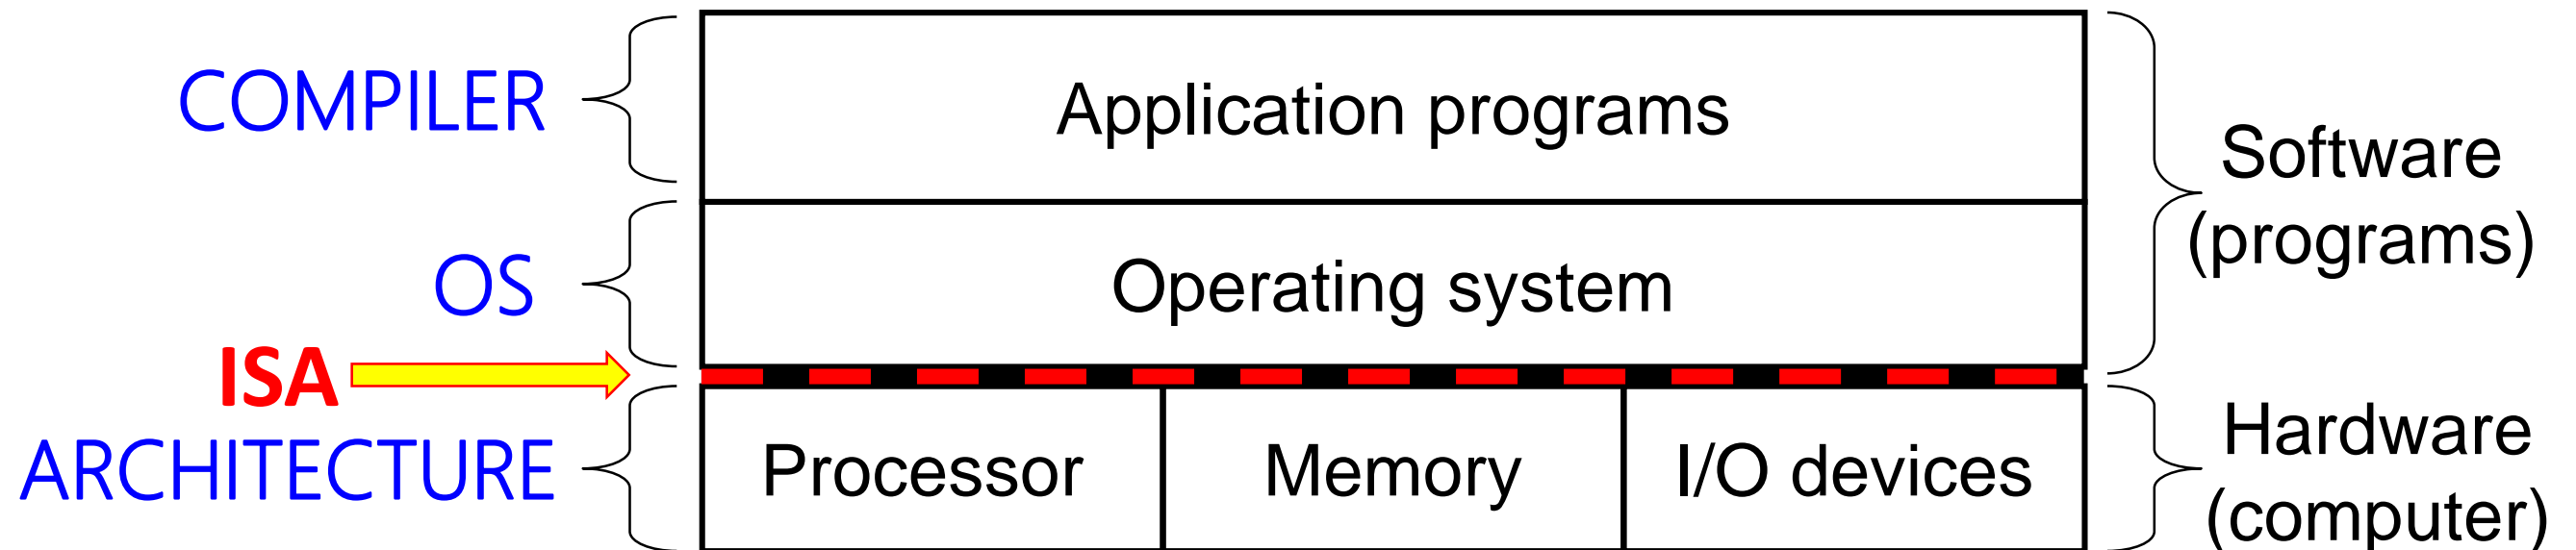 COMPILER
Application programs
Software
(programs)
OS
Operating system
ISA
ARCHITECTURE
Processor
Memory
I/O devices
Hardware
(computer)